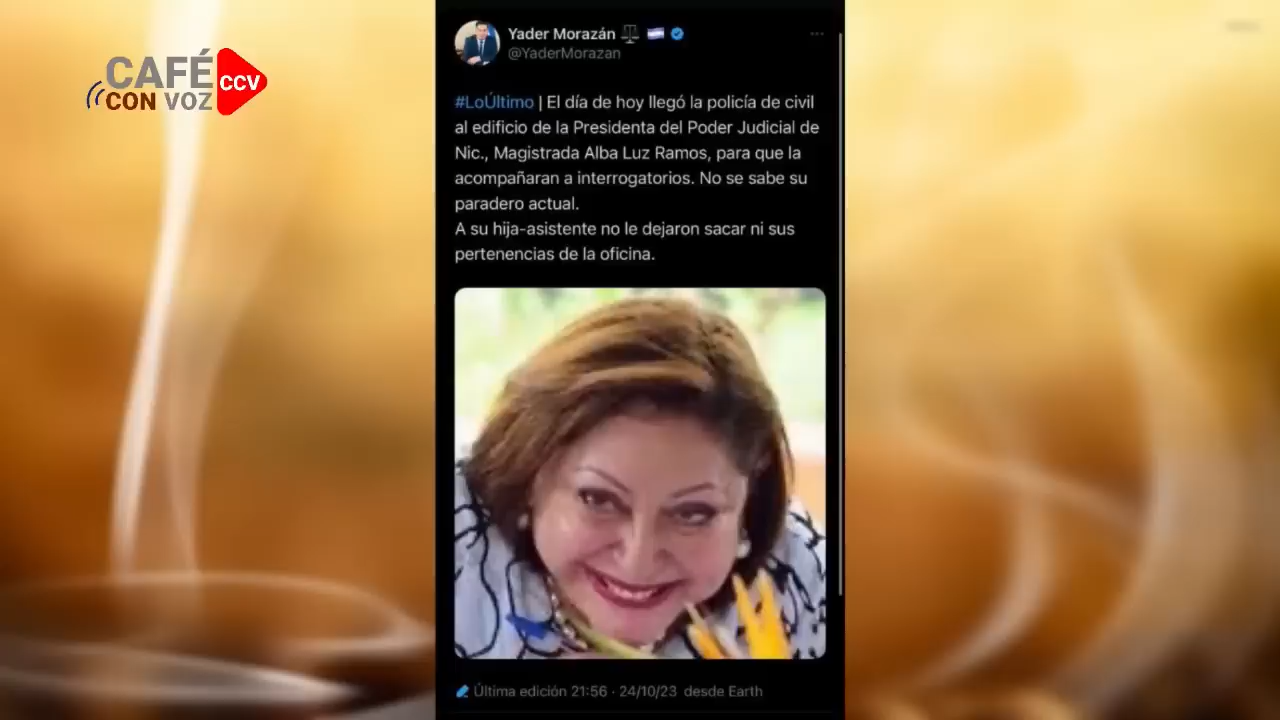 CAFÉ
CON VOZ
CCV
Yader Morazán
@YaderMorazan
#LoÚltimo | El día de hoy llegó la policía de civil
al edificio de la Presidenta del Poder Judicial de
Nic., Magistrada Alba Luz Ramos, para que la
acompañaran a interrogatorios. No se sabe su
paradero actual.
A su hija-asistente no le dejaron sacar ni sus
pertenencias de la oficina.
Última edición 21:56 · 24/10/23 desde Earth